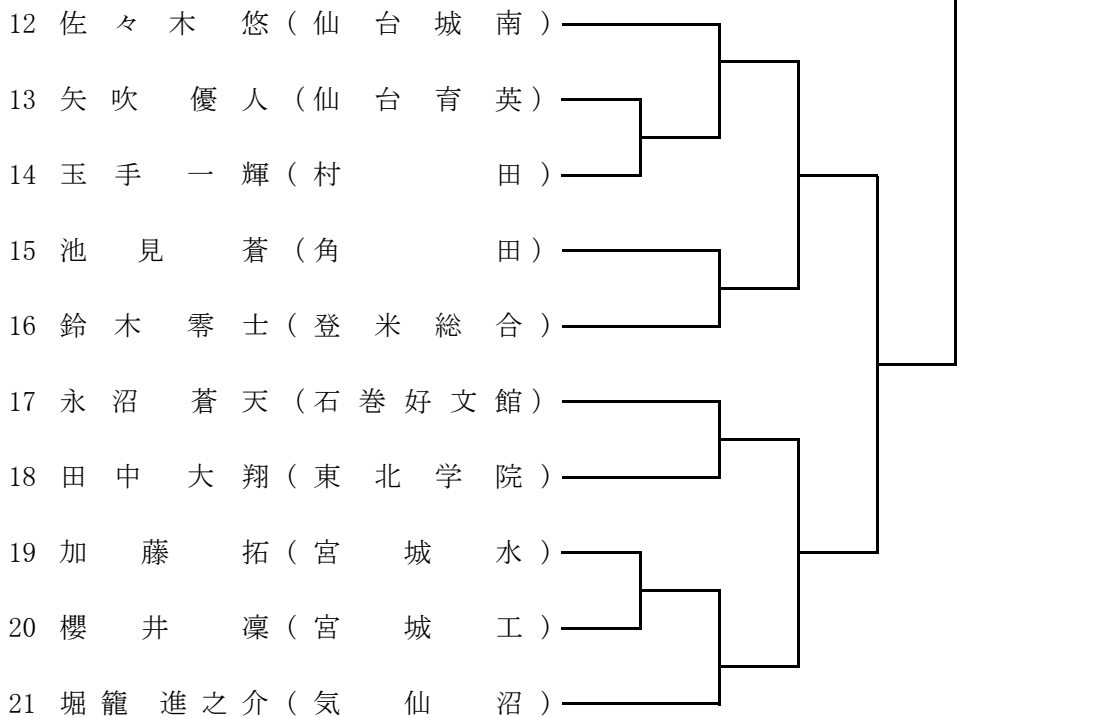 12 佐々木 悠（仙台城南）
13 矢吹 優人（仙台育英）
14 玉手 一輝（村田）
15 池見 蒼（角田）
16 鈴木 零士（登米総合）
17 永沼 蒼天（石巻好文館）
18 田中 大翔（東北学院）
19 加藤 拓（宮城水）
20 櫻井 凜（宮城工）
21 堀籠 進之介（気仙沼）